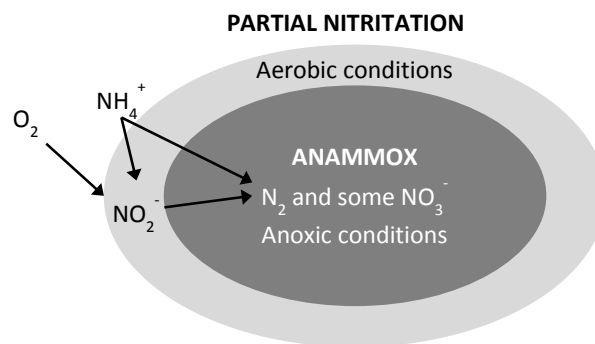 PARTIAL NITRITATION
Aerobic conditions
NH₄⁺
O₂
ANAMMOX
N₂ and some NO₃⁻
NO₂⁻
Anoxic conditions